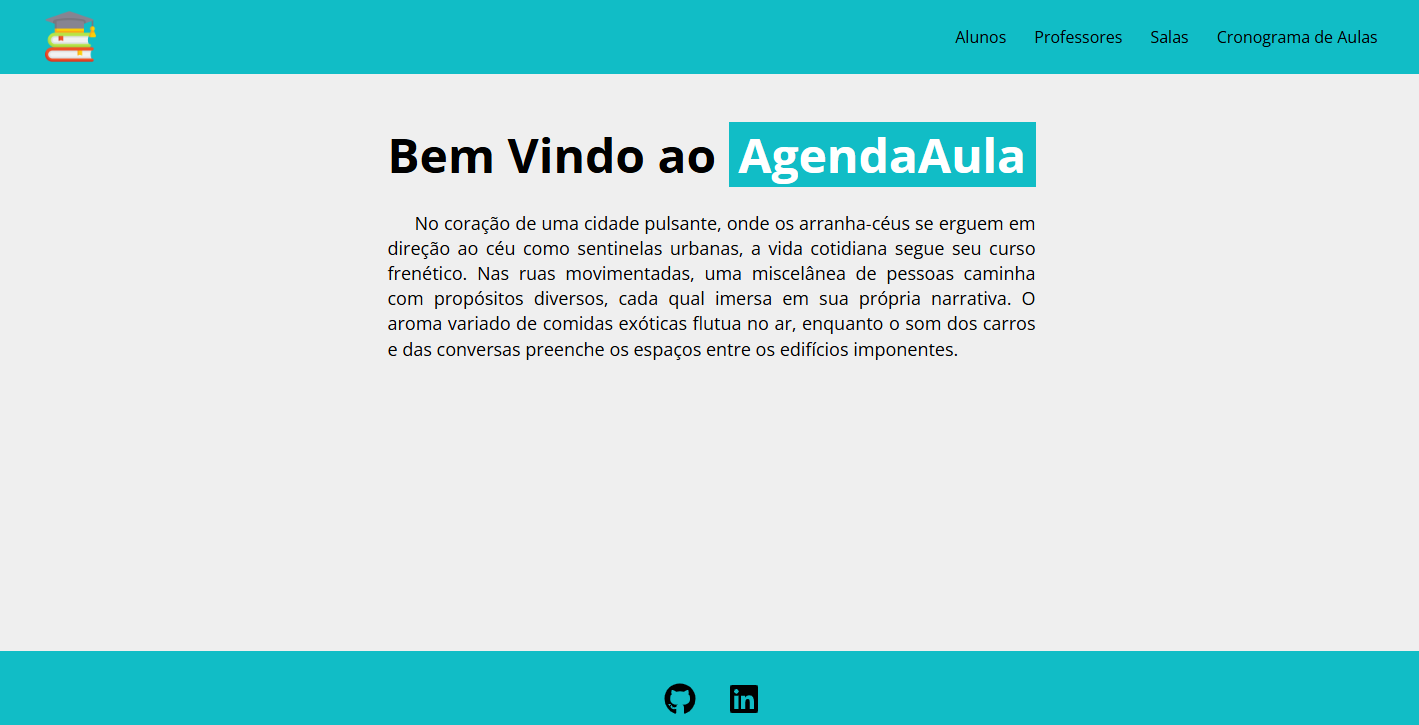 Alunos Professores Salas Cronograma de Aulas
Bem Vindo ao AgendaAula
No coração de uma cidade pulsante, onde os arranha-céus se erguem em
direção ao céu como sentinelas urbanas, a vida cotidiana segue seu curso
frenético. Nas ruas movimentadas, uma miscelânea de pessoas caminha
com propósitos diversos, cada qual imersa em sua própria narrativa. O
aroma variado de comidas exóticas flutua no ar, enquanto o som dos carros
e das conversas preenche os espaços entre os edifícios imponentes.
in